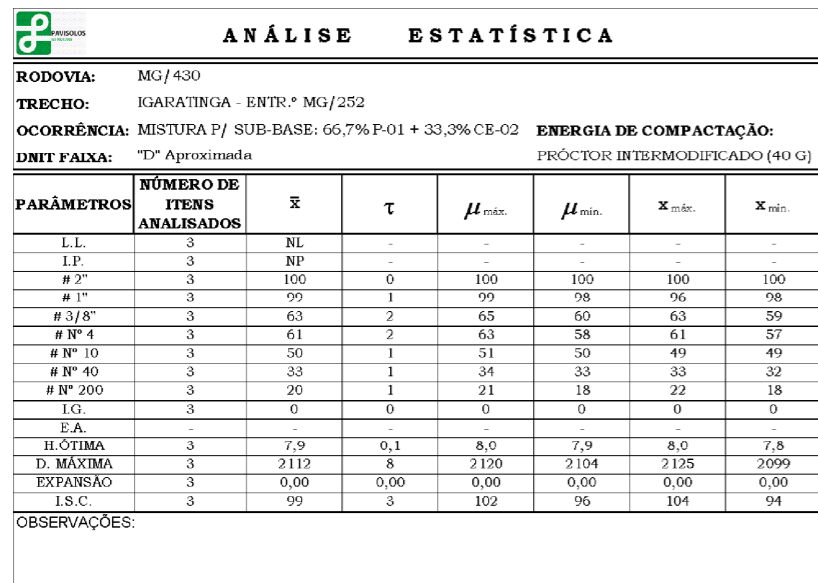 PAVISOLOS
ANÁLISE ESTATÍSTICA
RODOVIA: MG/430
TRECHO: IGARATINGA - ENTR.º MG/252
OCORRÊNCIA: MISTURA P/ SUB-BASE: 66,7% P-01 + 33,3% CE-02 ENERGIA DE COMPACTAÇÃO:
DNIT FAIXA: "D" Aproximada PRÓCTOR INTERMODIFICADO (40 G)
PARÂMETROS NÚMERO DE ITENS ANALISADOS x̄ τ μ máx. μ min. x máx. x min.
L.L. 3 NL - - - - -
I.P. 3 NP - - - - -
# 2" 3 100 0 100 100 100 100
# 1" 3 99 1 99 98 96 98
# 3/8" 3 63 2 65 60 63 59
# Nº 4 3 61 2 63 58 61 57
# Nº 10 3 50 1 51 50 49 49
# Nº 40 3 33 1 34 33 33 32
# Nº 200 3 20 1 21 18 22 18
I.G. 3 0 0 0 0 0 0
E.A. - - - - - - -
H.ÓTIMA 3 7,9 0,1 8,0 7,9 8,0 7,8
D. MÁXIMA 3 2112 8 2120 2104 2125 2099
EXPANSÃO 3 0,00 0,00 0,00 0,00 0,00 0,00
I.S.C. 3 99 3 102 96 104 94
OBSERVAÇÕES: